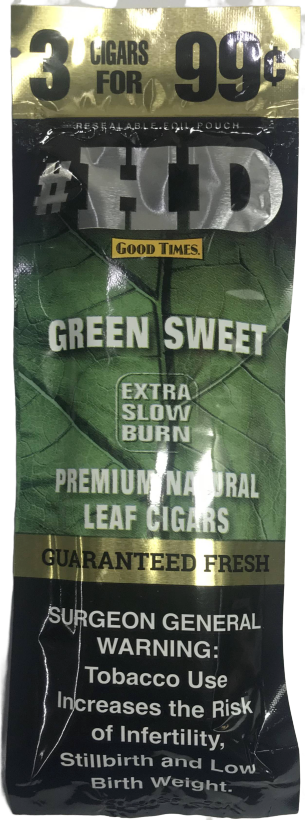 3 CIGARS FOR 99¢
RESEALABLE FOIL POUCH
#HD
GOOD TIMES.
GREEN SWEET
EXTRA
SLOW
BURN
PREMIUM NATURAL
LEAF CIGARS
GUARANTEED FRESH
SURGEON GENERAL
WARNING:
Tobacco Use
Increases the Risk
of Infertility,
Stillbirth and Low
Birth Weight.